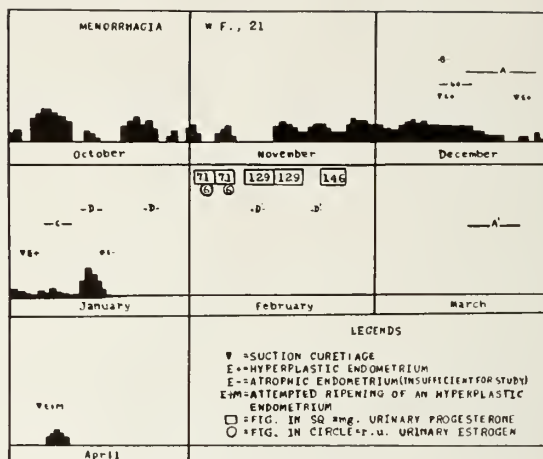 MENORRHAGIA W F., 21
-B-
A
E+
▼E+ ▼E+
October November December
71 71 129 129 146
6 6
-D- -D- -D'- -D'-
C A'
▼E+ ▼E-
January February March
LEGENDS
▼ =SUCTION CURETTAGE
E+=HYPERPLASTIC ENDOMETRIUM
E-=ATROPHIC ENDOMETRIUM(INSUFFICIENT FOR STUDY)
E+M=ATTEMPTED RIPENING OF AN HYPERPLASTIC
ENDOMETRIUM
▼E+M
□=FIG. IN SQ =mg. URINARY PROGESTERONE
○=FIG. IN CIRCLE=r.u. URINARY ESTROGEN
April